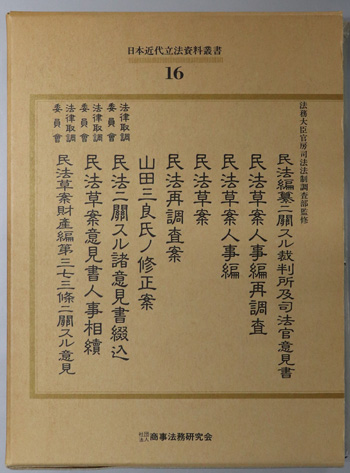 日本近代立法資料叢書
16
法務大臣官房司法法制調査部監修
民法編纂ニ關スル裁判所及司法官意見書
民法草案人事編再調査
民法草案人事編
民法草案
民法再調査案
山田三良氏ノ修正案
法律取調委員會 民法ニ關スル諸意見書綴込
法律取調委員會 民法草案意見書人事相續
法律取調委員會 民法草案財產編第三七三條ニ關スル意見
社団法人 商事法務研究会